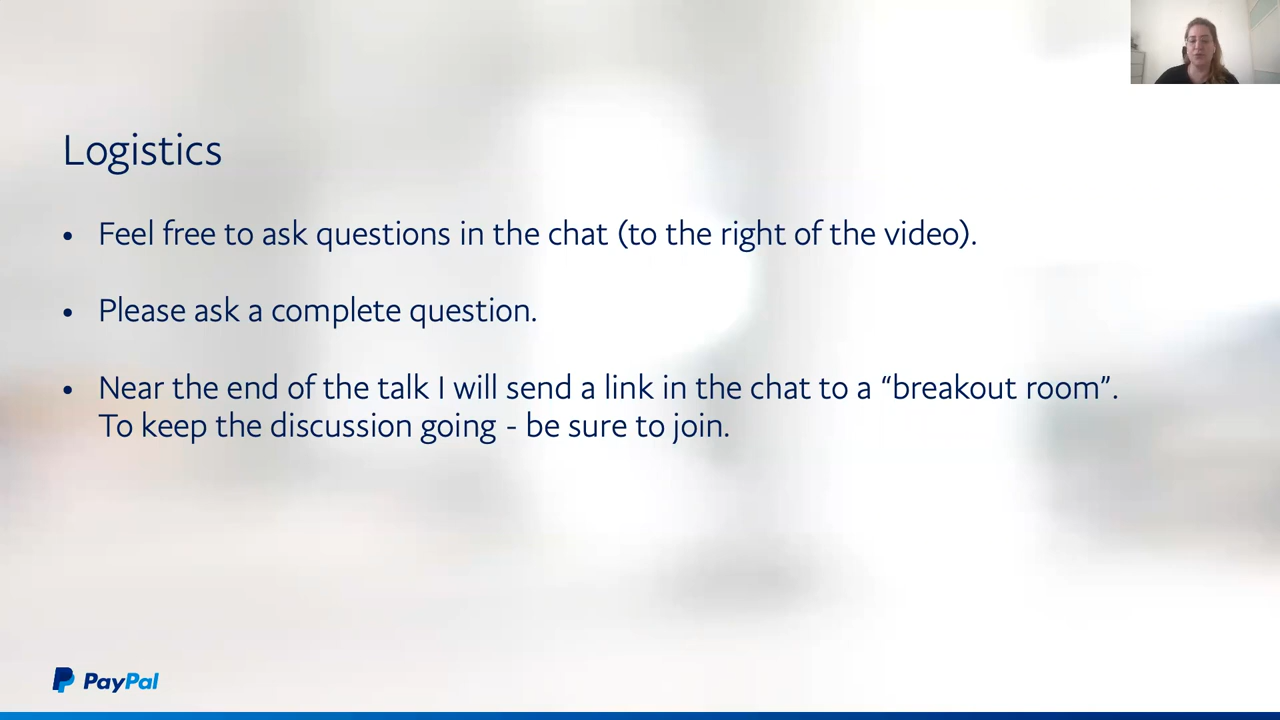 Logistics
• Feel free to ask questions in the chat (to the right of the video).
• Please ask a complete question.
• Near the end of the talk I will send a link in the chat to a “breakout room”.
To keep the discussion going - be sure to join.
PayPal